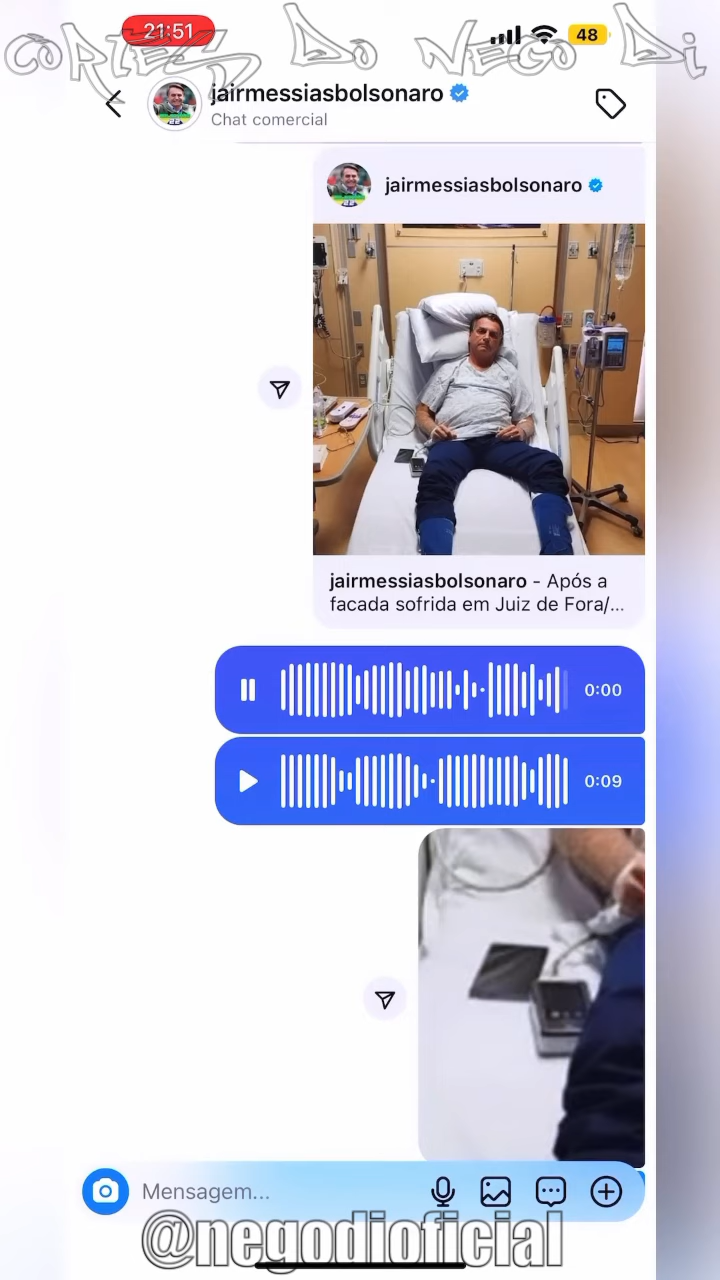 CORTES DO NEGO Di
21:51
48
jairmessiasbolsonaro
Chat comercial
jairmessiasbolsonaro
jairmessiasbolsonaro - Após a
facada sofrida em Juiz de Fora/...
0:00
0:09
Mensagem...
@negodioficial